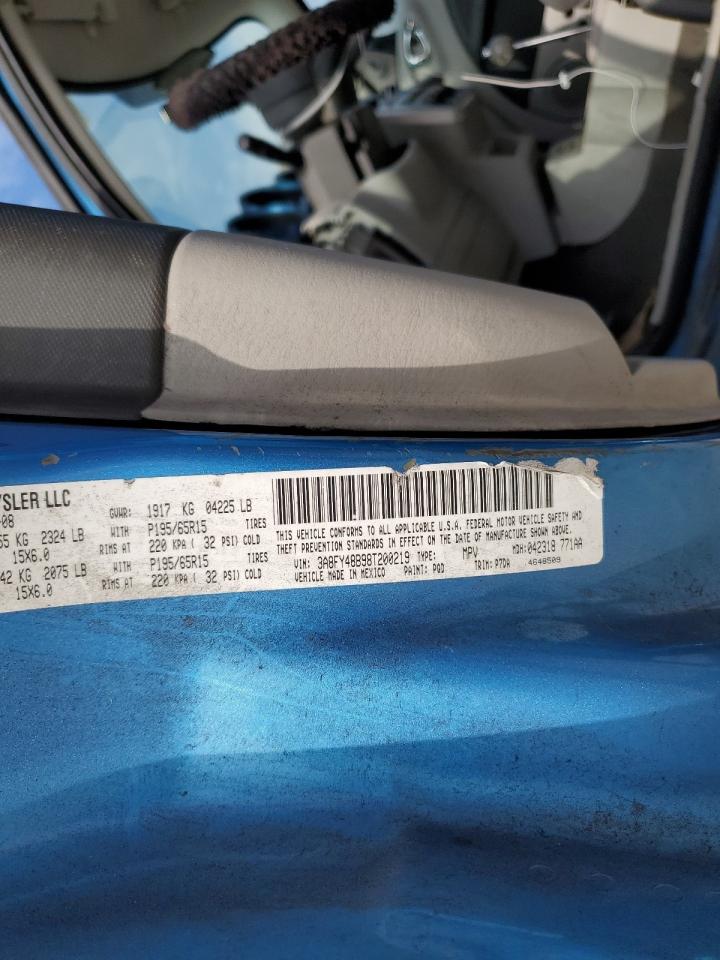 YSLER LLC
-08
GVWR: 1917 KG 04225 LB
55 KG 2324 LB WITH P195/65R15 TIRES
15X6.0 RIMS AT 220 KPA ( 32 PSI) COLD
42 KG 2075 LB WITH P195/65R15 TIRES
15X6.0 RIMS AT 220 KPA ( 32 PSI) COLD
THIS VEHICLE CONFORMS TO ALL APPLICABLE U.S.A. FEDERAL MOTOR VEHICLE SAFETY AND
THEFT PREVENTION STANDARDS IN EFFECT ON THE DATE OF MANUFACTURE SHOWN ABOVE.
VIN: 3A8FY48B98T200219 TYPE: MPV MDH: 042318 771AA
VEHICLE MADE IN MEXICO PAINT: PQD TRIM: P7DA 4648509